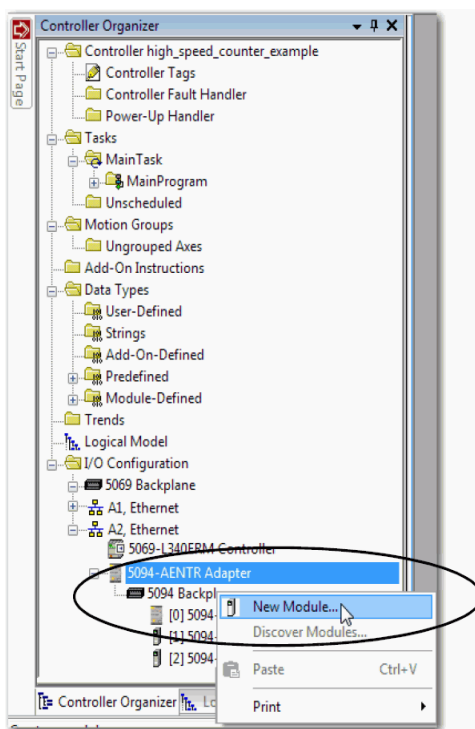 Controller Organizer
Start Page
Controller high_speed_counter_example
Controller Tags
Controller Fault Handler
Power-Up Handler
Tasks
MainTask
MainProgram
Unscheduled
Motion Groups
Ungrouped Axes
Add-On Instructions
Data Types
User-Defined
Strings
Add-On-Defined
Predefined
Module-Defined
Trends
Logical Model
I/O Configuration
5069 Backplane
A1, Ethernet
A2, Ethernet
5069-L340ERM Controller
5094-AENTR Adapter
5094 Backpl
[0] 5094-
[1] 5094-
[2] 5094-
New Module...
Discover Modules...
Paste Ctrl+V
Print
Controller Organizer